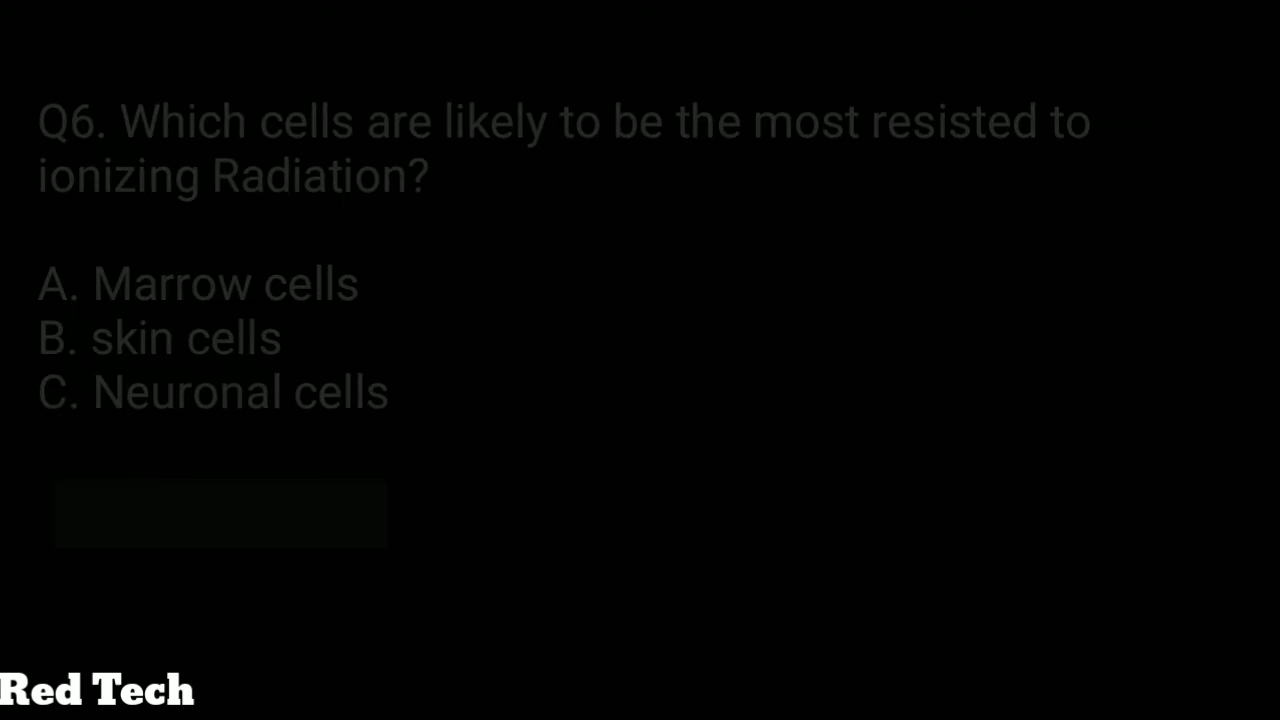 Q6. Which cells are likely to be the most resisted to
ionizing Radiation?
A. Marrow cells
B. skin cells
C. Neuronal cells
Red Tech